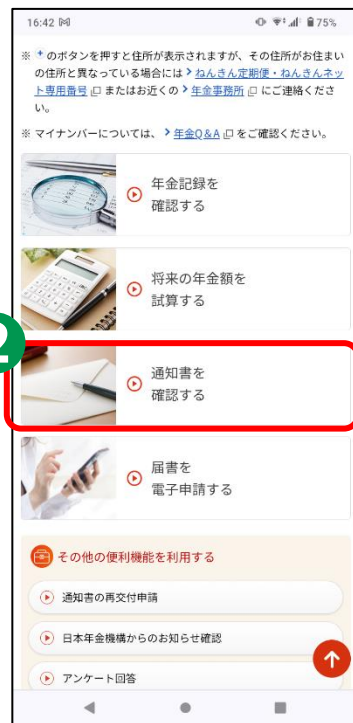 16:42
75%
※ + のボタンを押すと住所が表示されますが、その住所がお住まい
の住所と異なっている場合には > ねんきん定期便・ねんきんネッ
ト専用番号 またはお近くの > 年金事務所 にご連絡くださ
い。
※ マイナンバーについては、 > 年金Q&A をご確認ください。
年金記録を
確認する
将来の年金額を
試算する
2
通知書を
確認する
届書を
電子申請する
その他の便利機能を利用する
通知書の再交付申請
日本年金機構からのお知らせ確認
アンケート回答